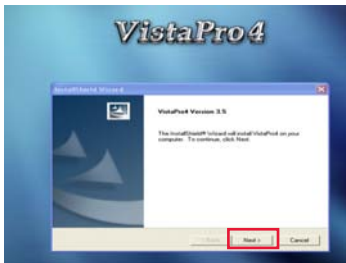 VistaPro4
InstallShield Wizard
VistaPro4 Version 3.5
The InstallShield® Wizard will install VistaPro4 on your
computer. To continue, click Next.
< Back
Next >
Cancel